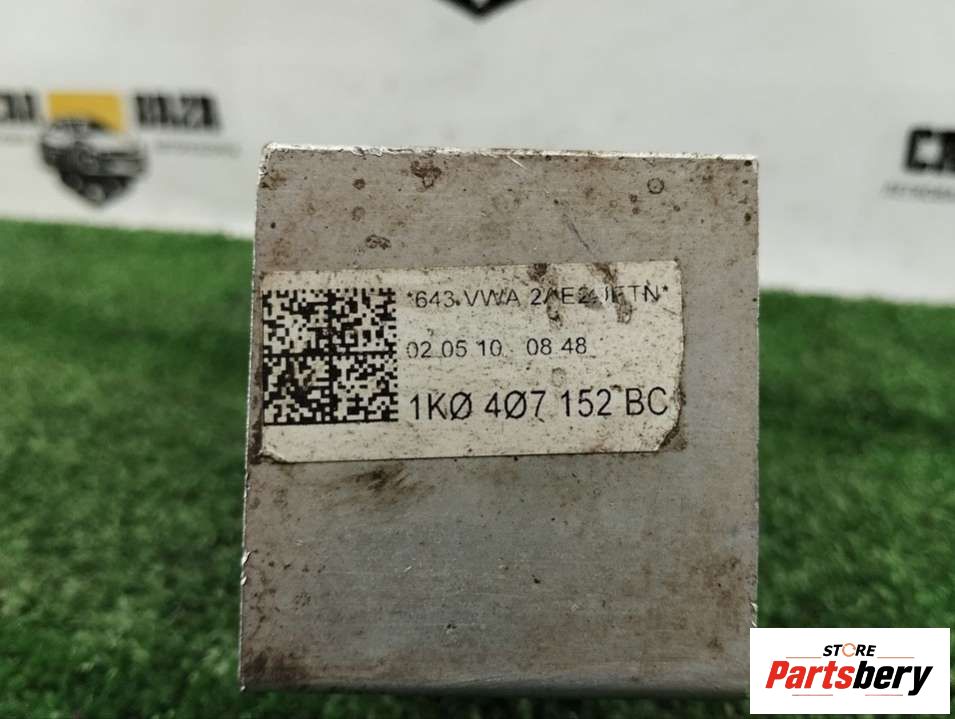 *643 VWA
02.05.10 08.48
1KØ 4Ø7 152 BC
STORE
Partsbery